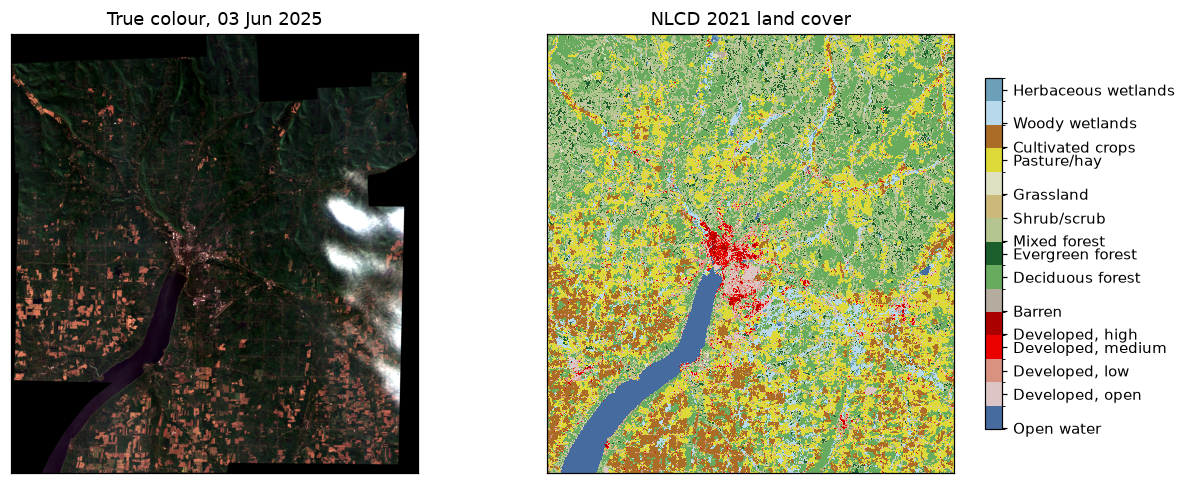 True colour, 03 Jun 2025
NLCD 2021 land cover
Herbaceous wetlands
Woody wetlands
Cultivated crops
Pasture/hay
Grassland
Shrub/scrub
Mixed forest
Evergreen forest
Deciduous forest
Barren
Developed, high
Developed, medium
Developed, low
Developed, open
Open water